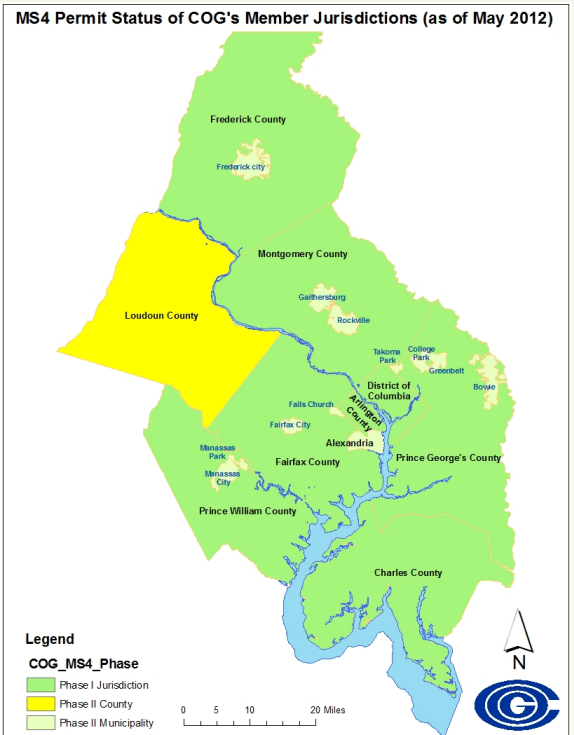 MS4 Permit Status of COG's Member Jurisdictions (as of May 2012)
Frederick County
Frederick city
Montgomery County
Gaithersburg
Rockville
Loudoun County
Takoma
Park
College
Park
Greenbelt
Bowie
District of
Columbia
Falls Church
Arlington
County
Fairfax City
Alexandria
Manassas
Park
Fairfax County
Prince George's County
Manassas
City
Prince William County
Charles County
Legend
COG_MS4_Phase
Phase I Jurisdiction
Phase II County
Phase II Municipality
0 5 10 20 Miles
N
COG